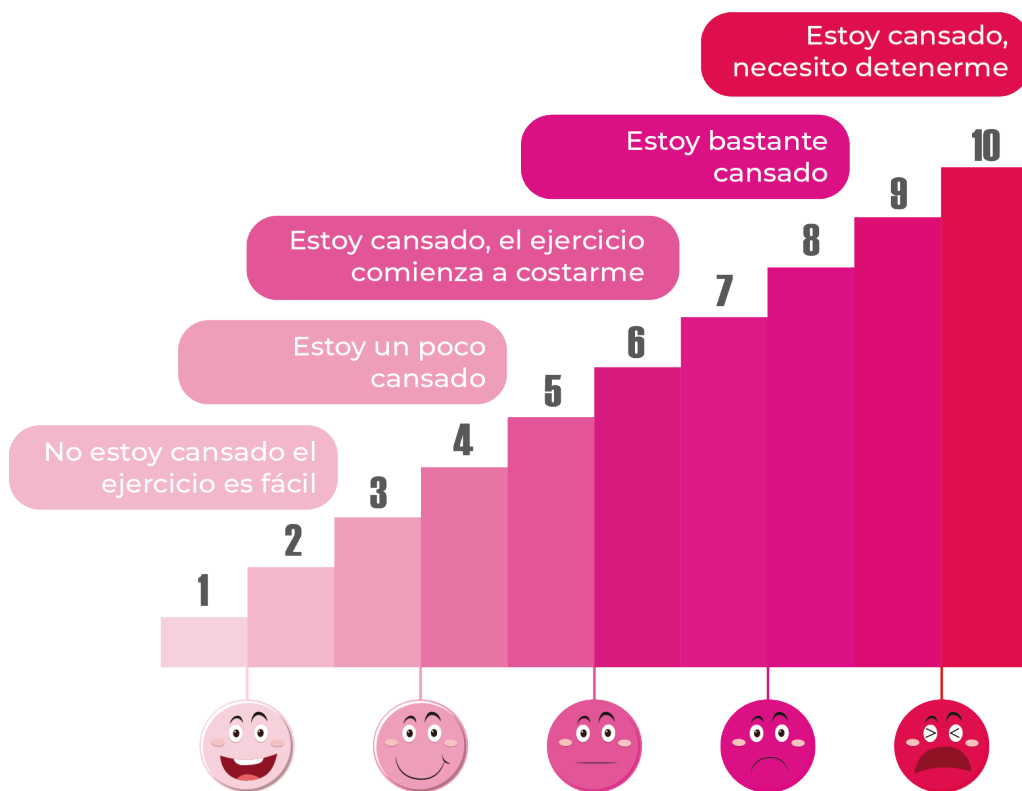 Estoy cansado,
necesito detenerme
10
Estoy bastante
cansado
9
8
Estoy cansado, el ejercicio
comienza a costarme
7
6
Estoy un poco
cansado
5
4
No estoy cansado el
ejercicio es fácil
3
2
1